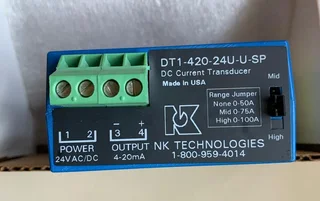 DT1-420-24U-U-SP
DC Current Transducer
Made In USA
Mid
Range Jumper
None 0-50A
Mid 0-75A
High 0-100A
High
− +
1 2 3 4
POWER OUTPUT
24VAC/DC 4-20mA
NK
NK TECHNOLOGIES
1-800-959-4014